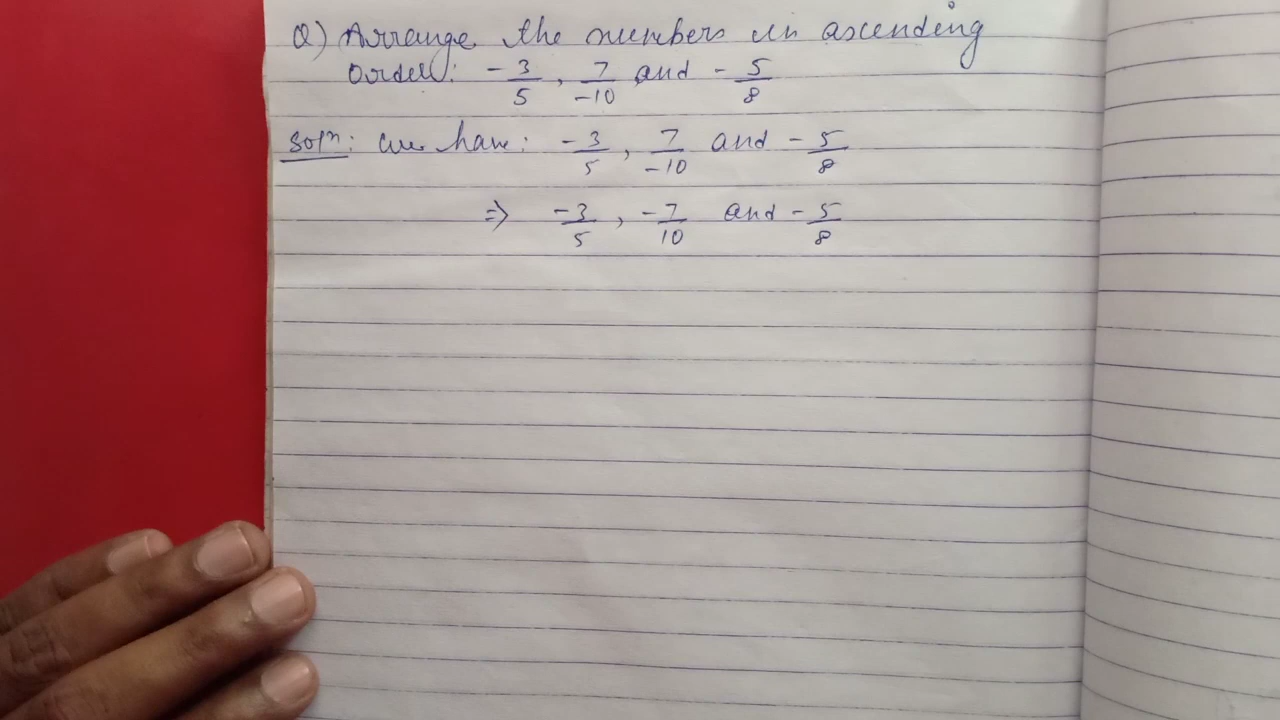 Q) Arrange the numbers in ascending
Order: -3/5, 7/-10 and -5/8
Solⁿ: we have: -3/5, 7/-10 and -5/8
⇒ -3/5, -7/10 and -5/8